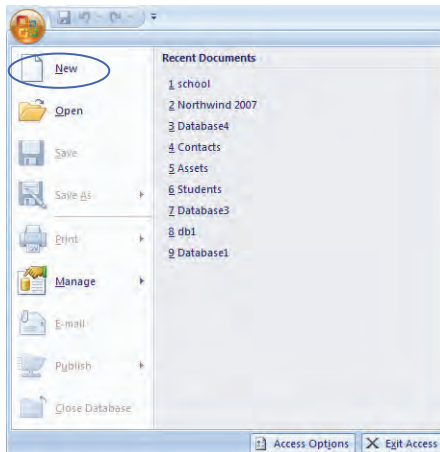 New
Open
Save
Save As
Print
Manage
E-mail
Publish
Close Database
Recent Documents
1 school
2 Northwind 2007
3 Database4
4 Contacts
5 Assets
6 Students
7 Database3
8 db1
9 Database1
Access Options
Exit Access